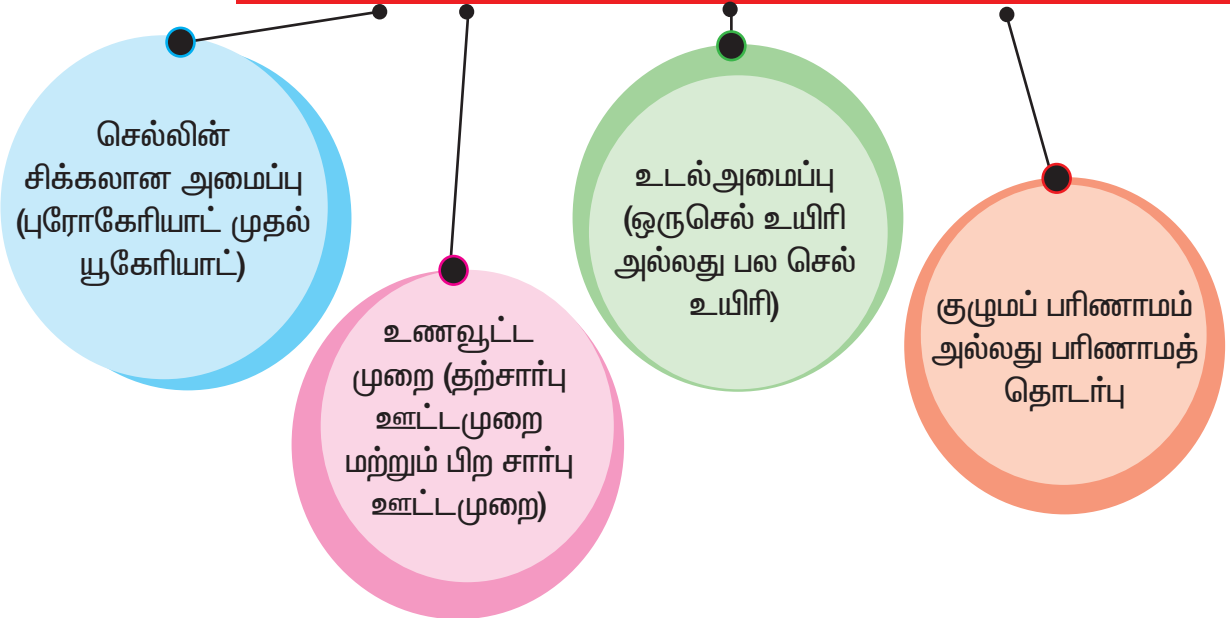 செல்லின்
சிக்கலான அமைப்பு
(புரோகேரியாட் முதல்
யூகேரியாட்)
உணவூட்ட
முறை (தற்சார்பு
ஊட்டமுறை
மற்றும் பிற சார்பு
ஊட்டமுறை)
உடல்அமைப்பு
(ஒருசெல் உயிரி
அல்லது பல செல்
உயிரி)
குழுமப் பரிணாமம்
அல்லது பரிணாமத்
தொடர்பு